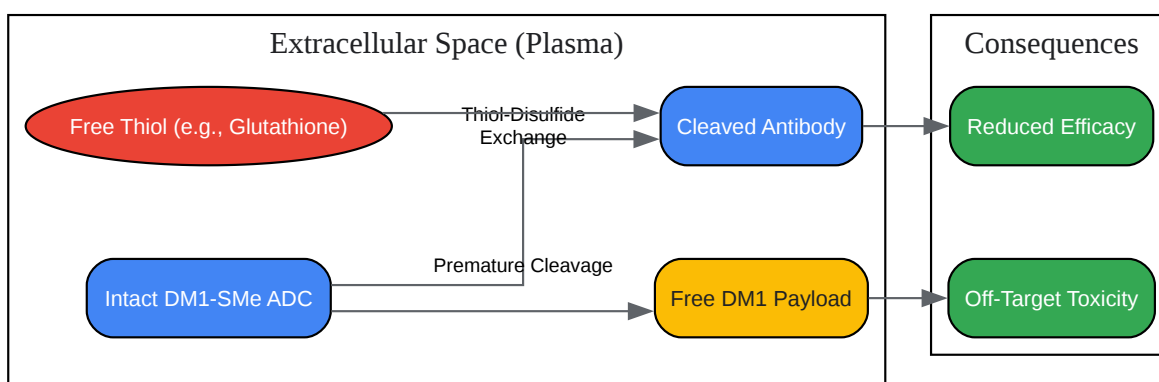 Extracellular Space (Plasma)
Consequences
Free Thiol (e.g., Glutathione)
Thiol-Disulfide
Exchange
Cleaved Antibody
Reduced Efficacy
Intact DM1-SMe ADC
Premature Cleavage
Free DM1 Payload
Off-Target Toxicity